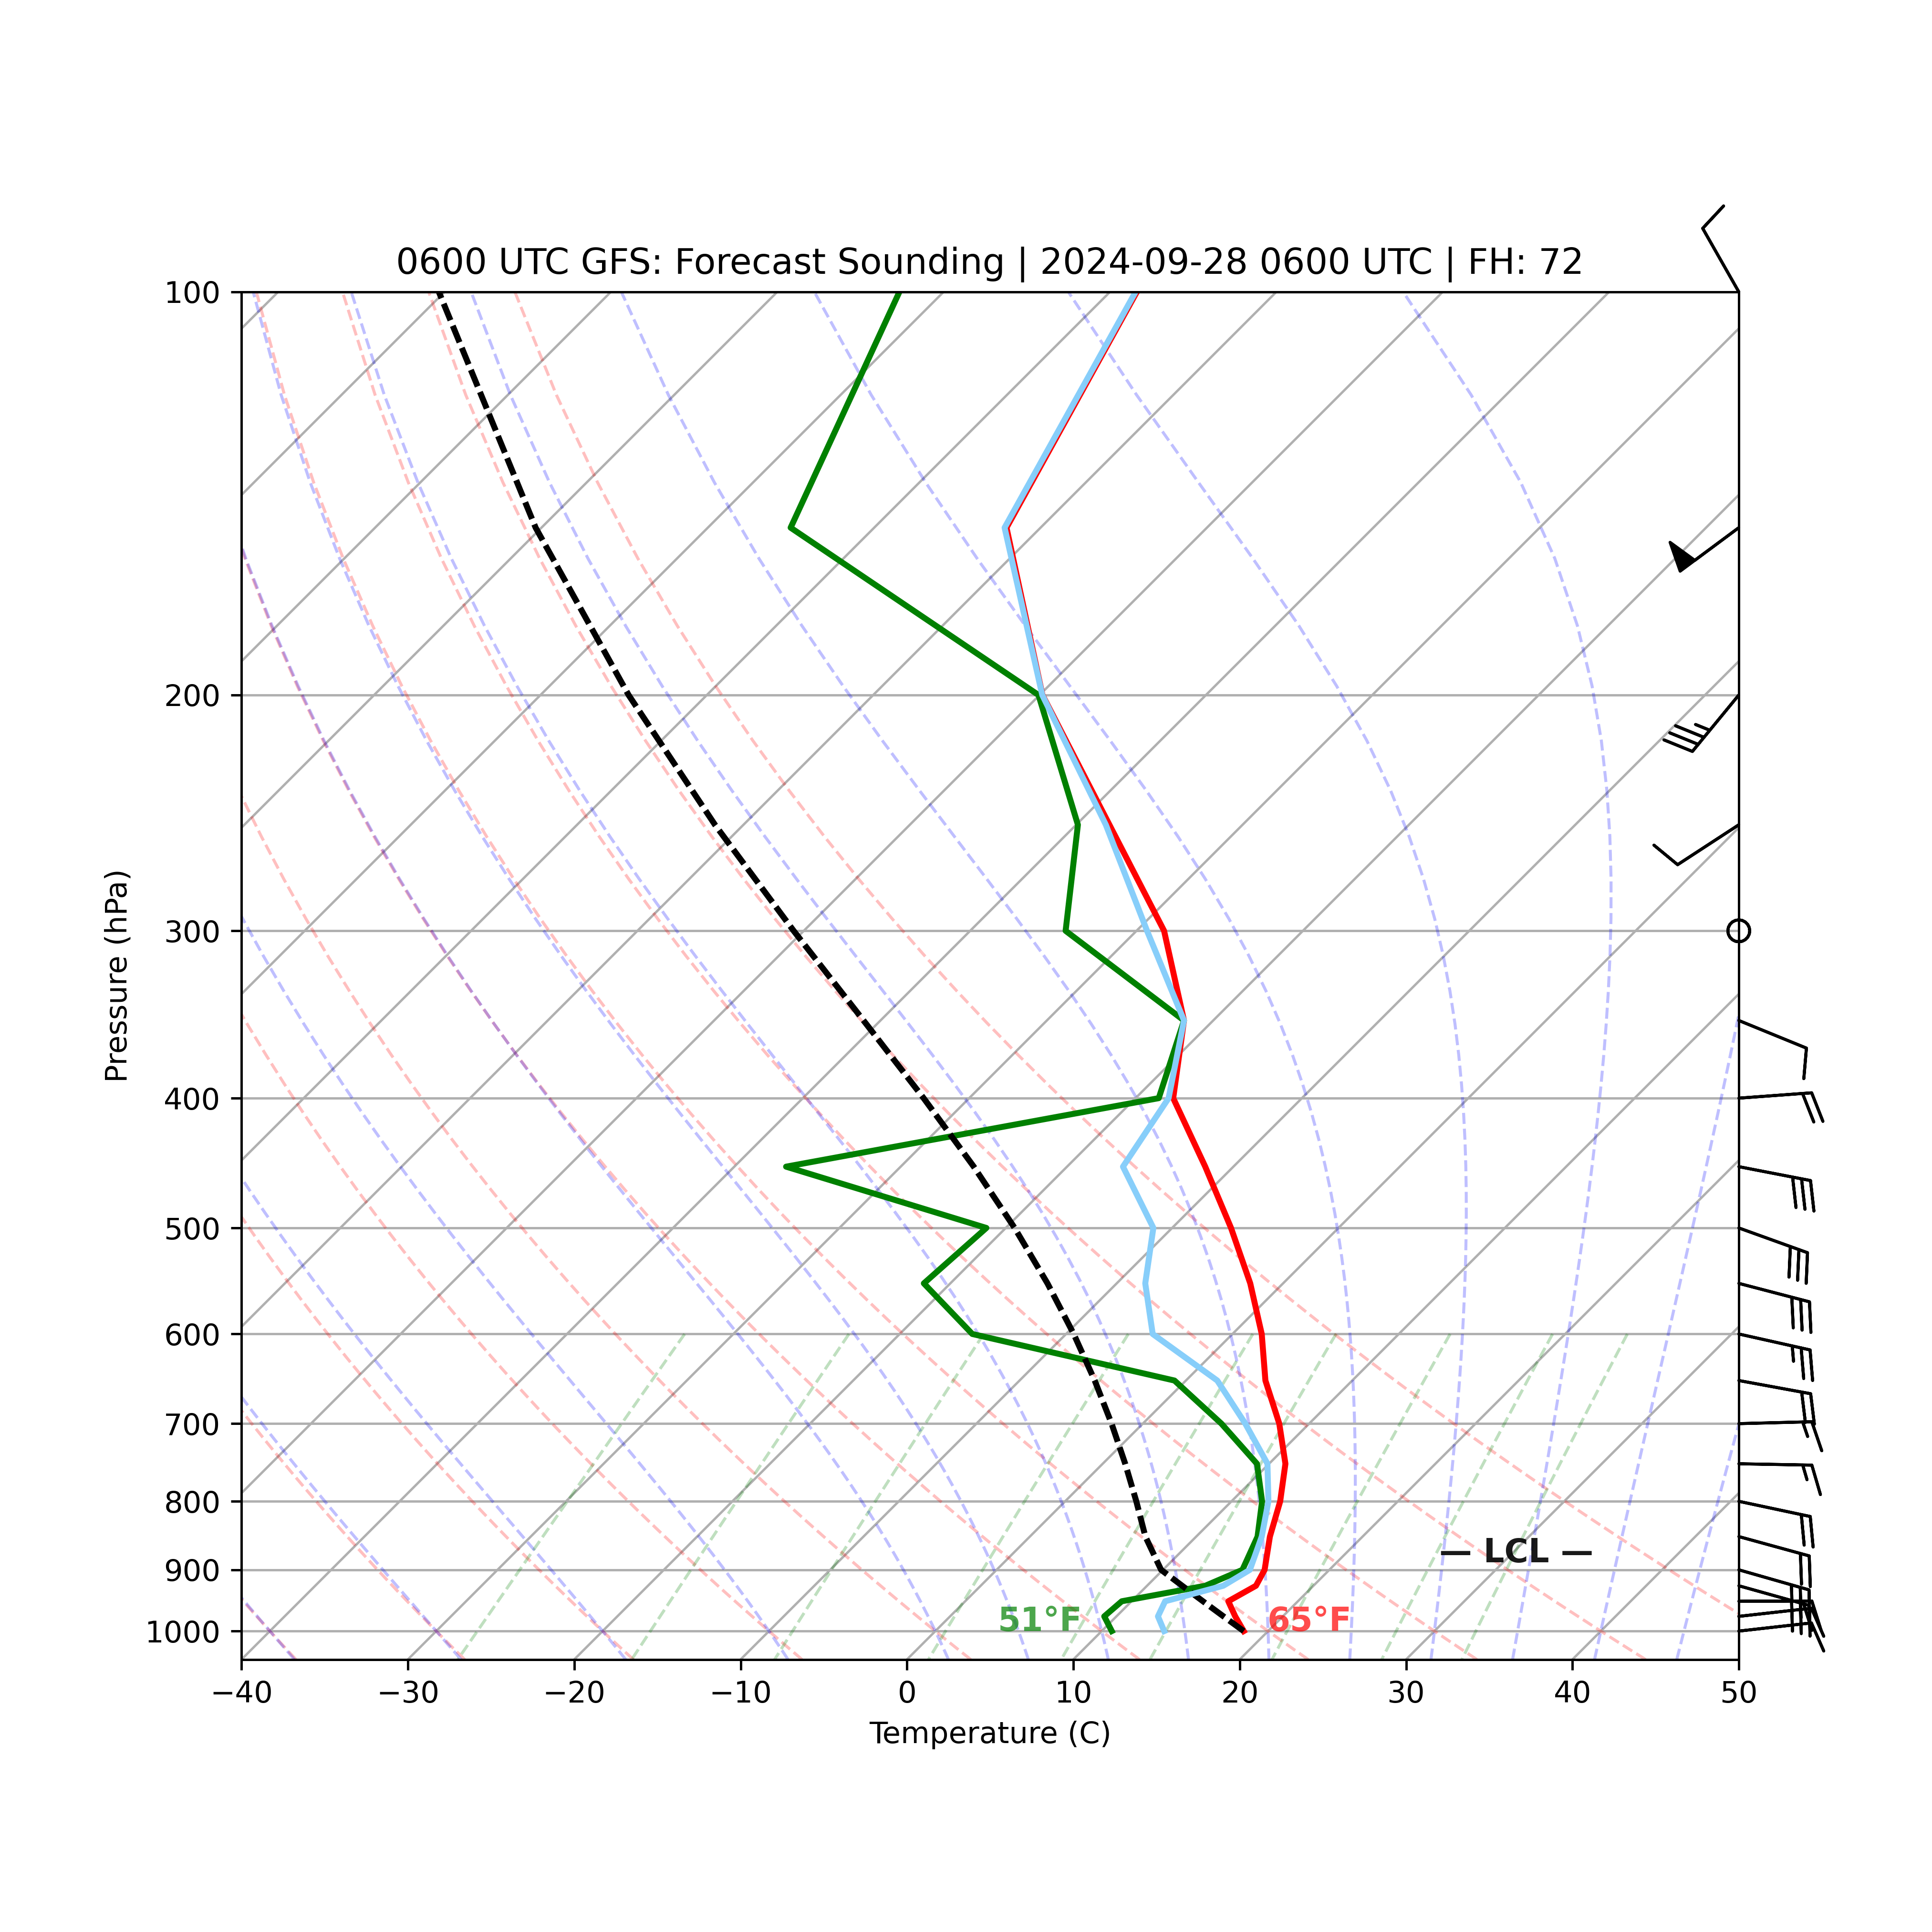 0600 UTC GFS: Forecast Sounding | 2024-09-28 0600 UTC | FH: 72
100
200
300
400
500
600
700
800
900
1000
Pressure (hPa)
— LCL —
51°F
65°F
−40 −30 −20 −10 0 10 20 30 40 50
Temperature (C)